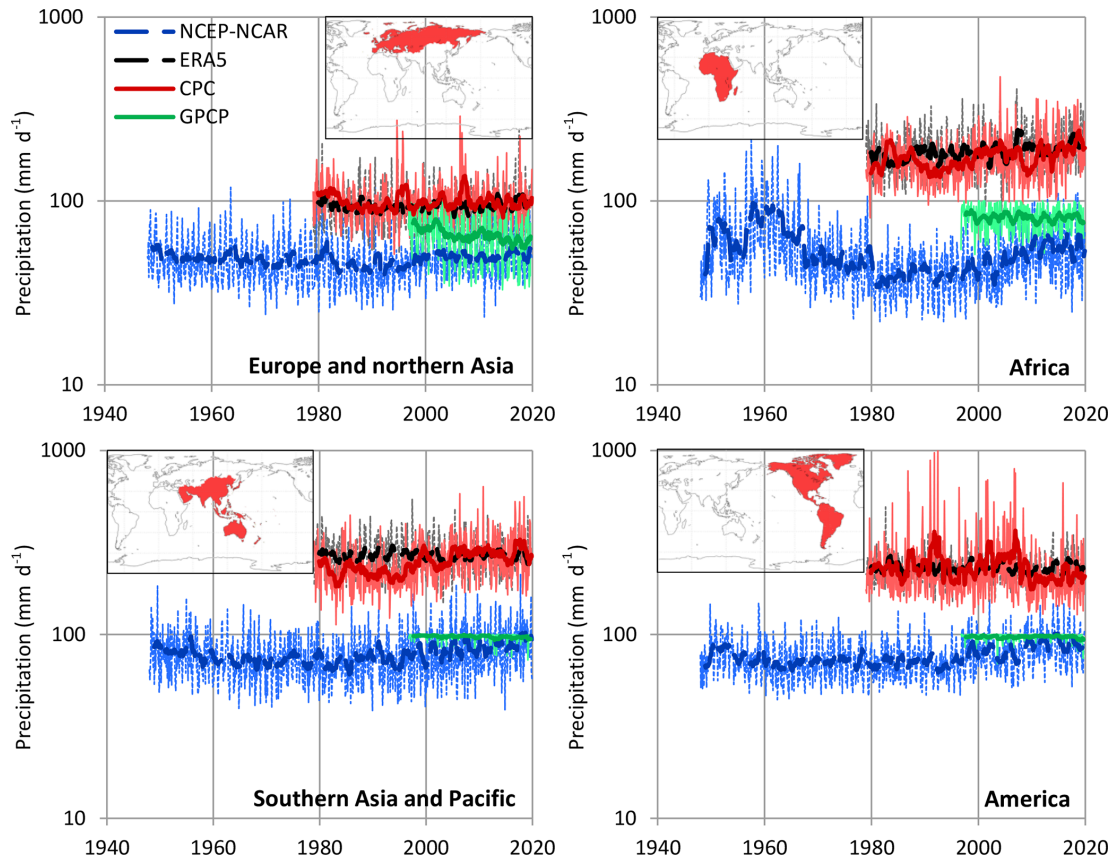 1000
100
10
Precipitation (mm d⁻¹)
NCEP-NCAR
ERA5
CPC
GPCP
Europe and northern Asia
1940 1960 1980 2000 2020
1000
100
10
Precipitation (mm d⁻¹)
Africa
1940 1960 1980 2000 2020
1000
100
10
Precipitation (mm d⁻¹)
Southern Asia and Pacific
1940 1960 1980 2000 2020
1000
100
10
Precipitation (mm d⁻¹)
America
1940 1960 1980 2000 2020